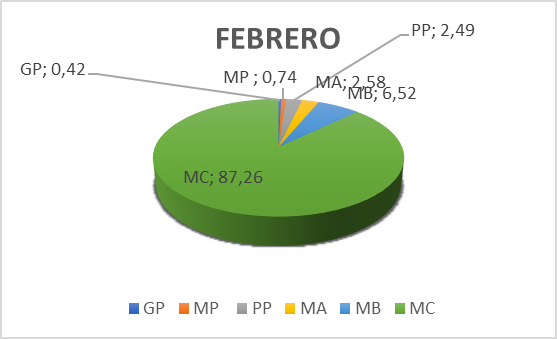 FEBRERO
PP; 2,49
GP; 0,42
MP ; 0,74
MA; 2,58
MB; 6,52
MC; 87,26
GP MP PP MA MB MC